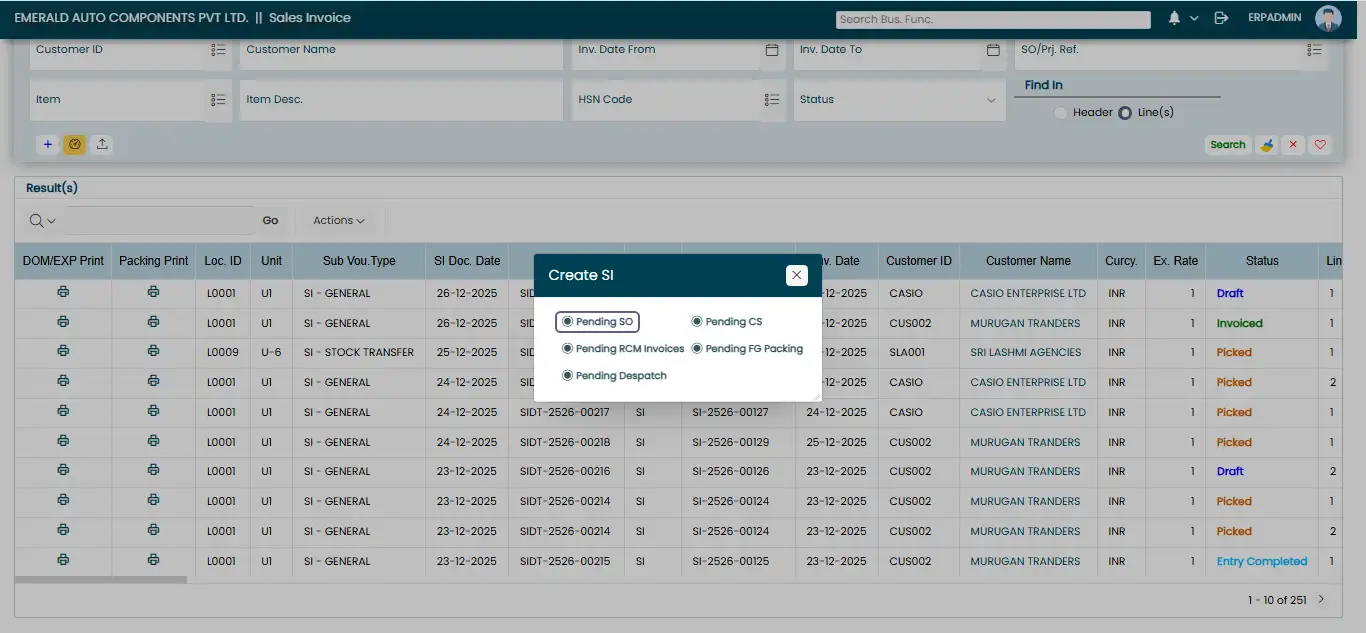 EMERALD AUTO COMPONENTS PVT LTD. || Sales Invoice Search Bus. Func. ERPADMIN
Customer ID Customer Name Inv. Date From Inv. Date To SO/Prj. Ref.
Item Item Desc. HSN Code Status Find In
Header Line(s)
+ Search
Result(s)
Go Actions
DOM/EXP Print Packing Print Loc. ID Unit Sub Vou.Type SI Doc. Date Customer ID Customer Name Curcy. Ex. Rate Status
Create SI
Pending SO Pending CS
Pending RCM Invoices Pending FG Packing
Pending Despatch
L0001 U1 SI - GENERAL 26-12-2025 CASIO CASIO ENTERPRISE LTD INR 1 Draft 1
L0001 U1 SI - GENERAL 26-12-2025 CUS002 MURUGAN TRANDERS INR 1 Invoiced 1
L0009 U-6 SI - STOCK TRANSFER 25-12-2025 SLA001 SRI LASHMI AGENCIES INR 1 Picked 1
L0001 U1 SI - GENERAL 24-12-2025 CASIO CASIO ENTERPRISE LTD INR 1 Picked 2
L0001 U1 SI - GENERAL 24-12-2025 SIDT-2526-00217 SI SI-2526-00127 24-12-2025 CASIO CASIO ENTERPRISE LTD INR 1 Picked 1
L0001 U1 SI - GENERAL 24-12-2025 SIDT-2526-00218 SI SI-2526-00129 25-12-2025 CUS002 MURUGAN TRANDERS INR 1 Picked 1
L0001 U1 SI - GENERAL 23-12-2025 SIDT-2526-00216 SI SI-2526-00126 23-12-2025 CUS002 MURUGAN TRANDERS INR 1 Draft 2
L0001 U1 SI - GENERAL 23-12-2025 SIDT-2526-00214 SI SI-2526-00124 23-12-2025 CUS002 MURUGAN TRANDERS INR 1 Picked 1
L0001 U1 SI - GENERAL 23-12-2025 SIDT-2526-00214 SI SI-2526-00124 23-12-2025 CUS002 MURUGAN TRANDERS INR 1 Picked 2
L0001 U1 SI - GENERAL 23-12-2025 SIDT-2526-00215 SI SI-2526-00125 23-12-2025 CUS002 MURUGAN TRANDERS INR 1 Entry Completed 1
1 - 10 of 251